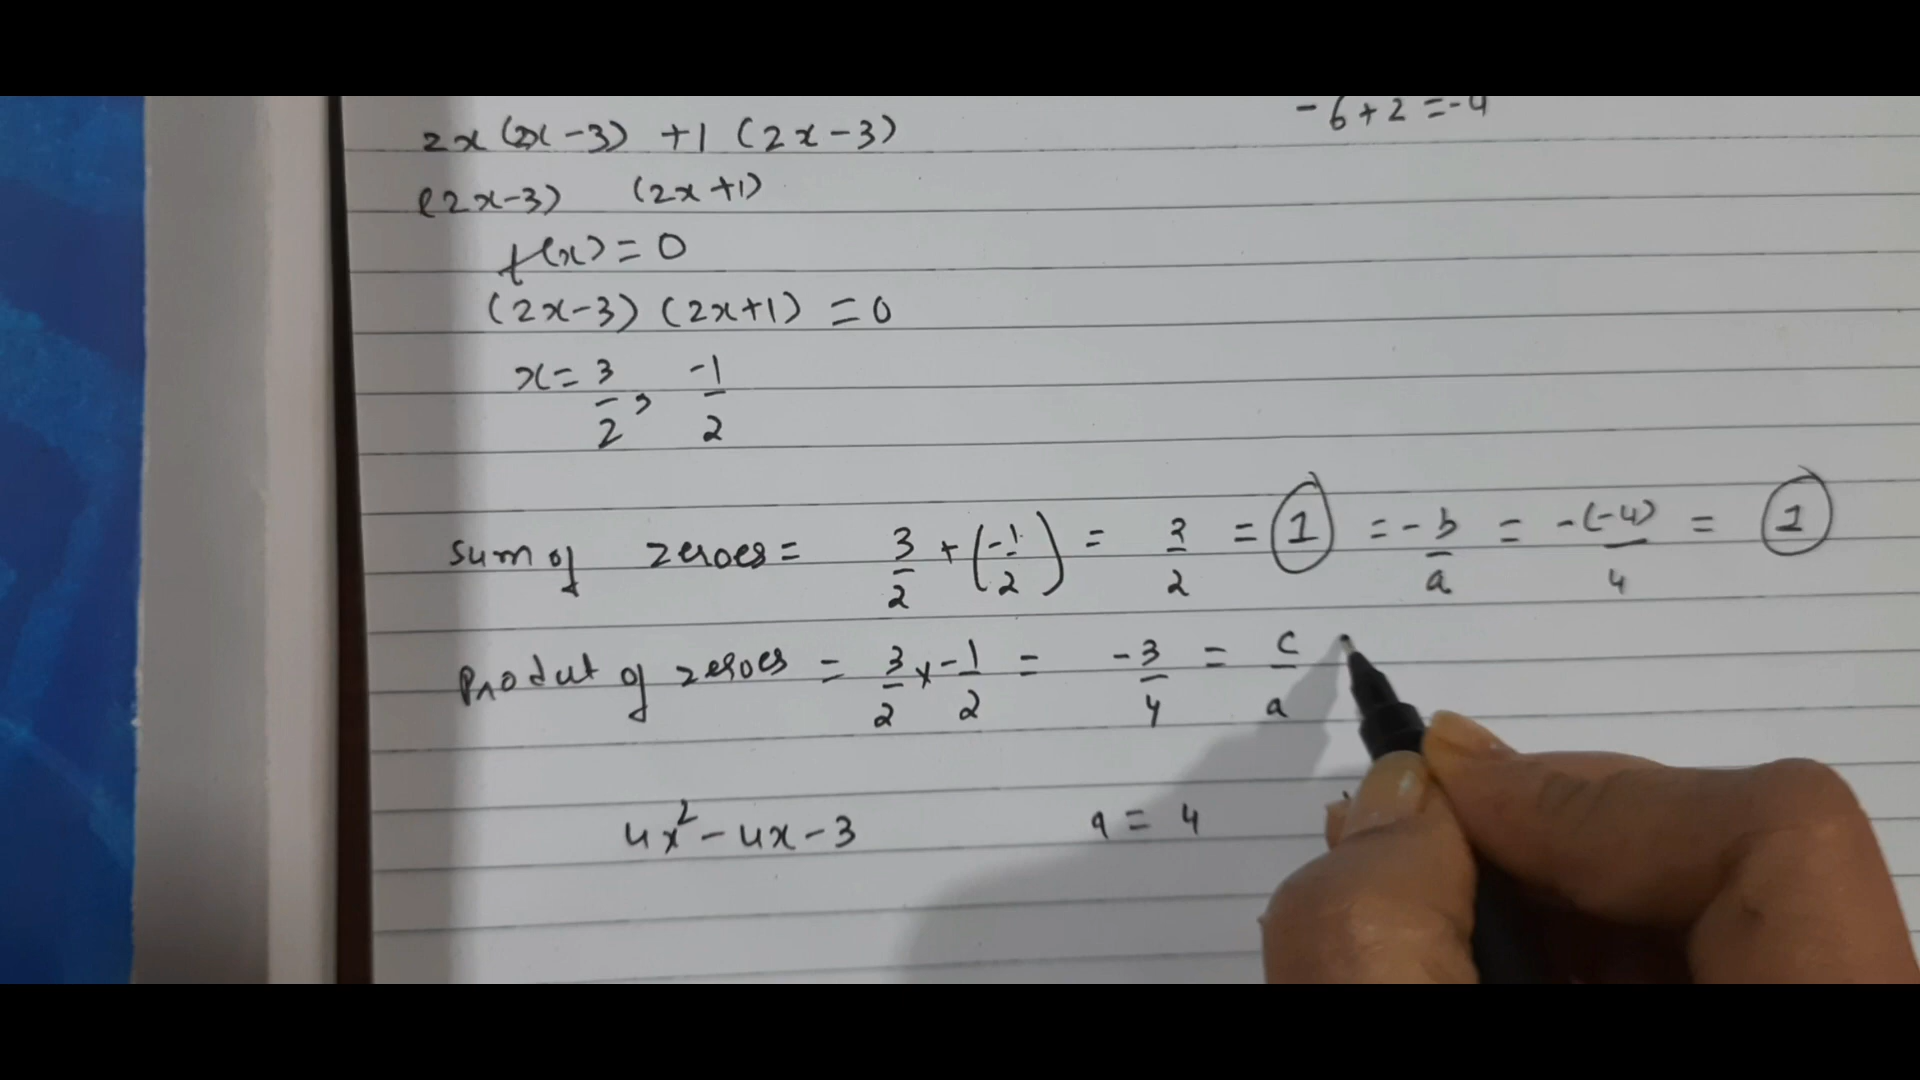 - 6 + 2 = -4
2x (2x - 3) + 1 (2x - 3)
(2x - 3) (2x + 1)
f(x) = 0
(2x - 3) (2x + 1) = 0
x = 3/2, -1/2
sum of zeroes = 3/2 + (-1/2) = 2/2 = 1 = -b/a = -(-4)/4 = 1
Produt of zeroes = 3/2 x -1/2 = -3/4 = c/a
4x² - 4x - 3 a = 4